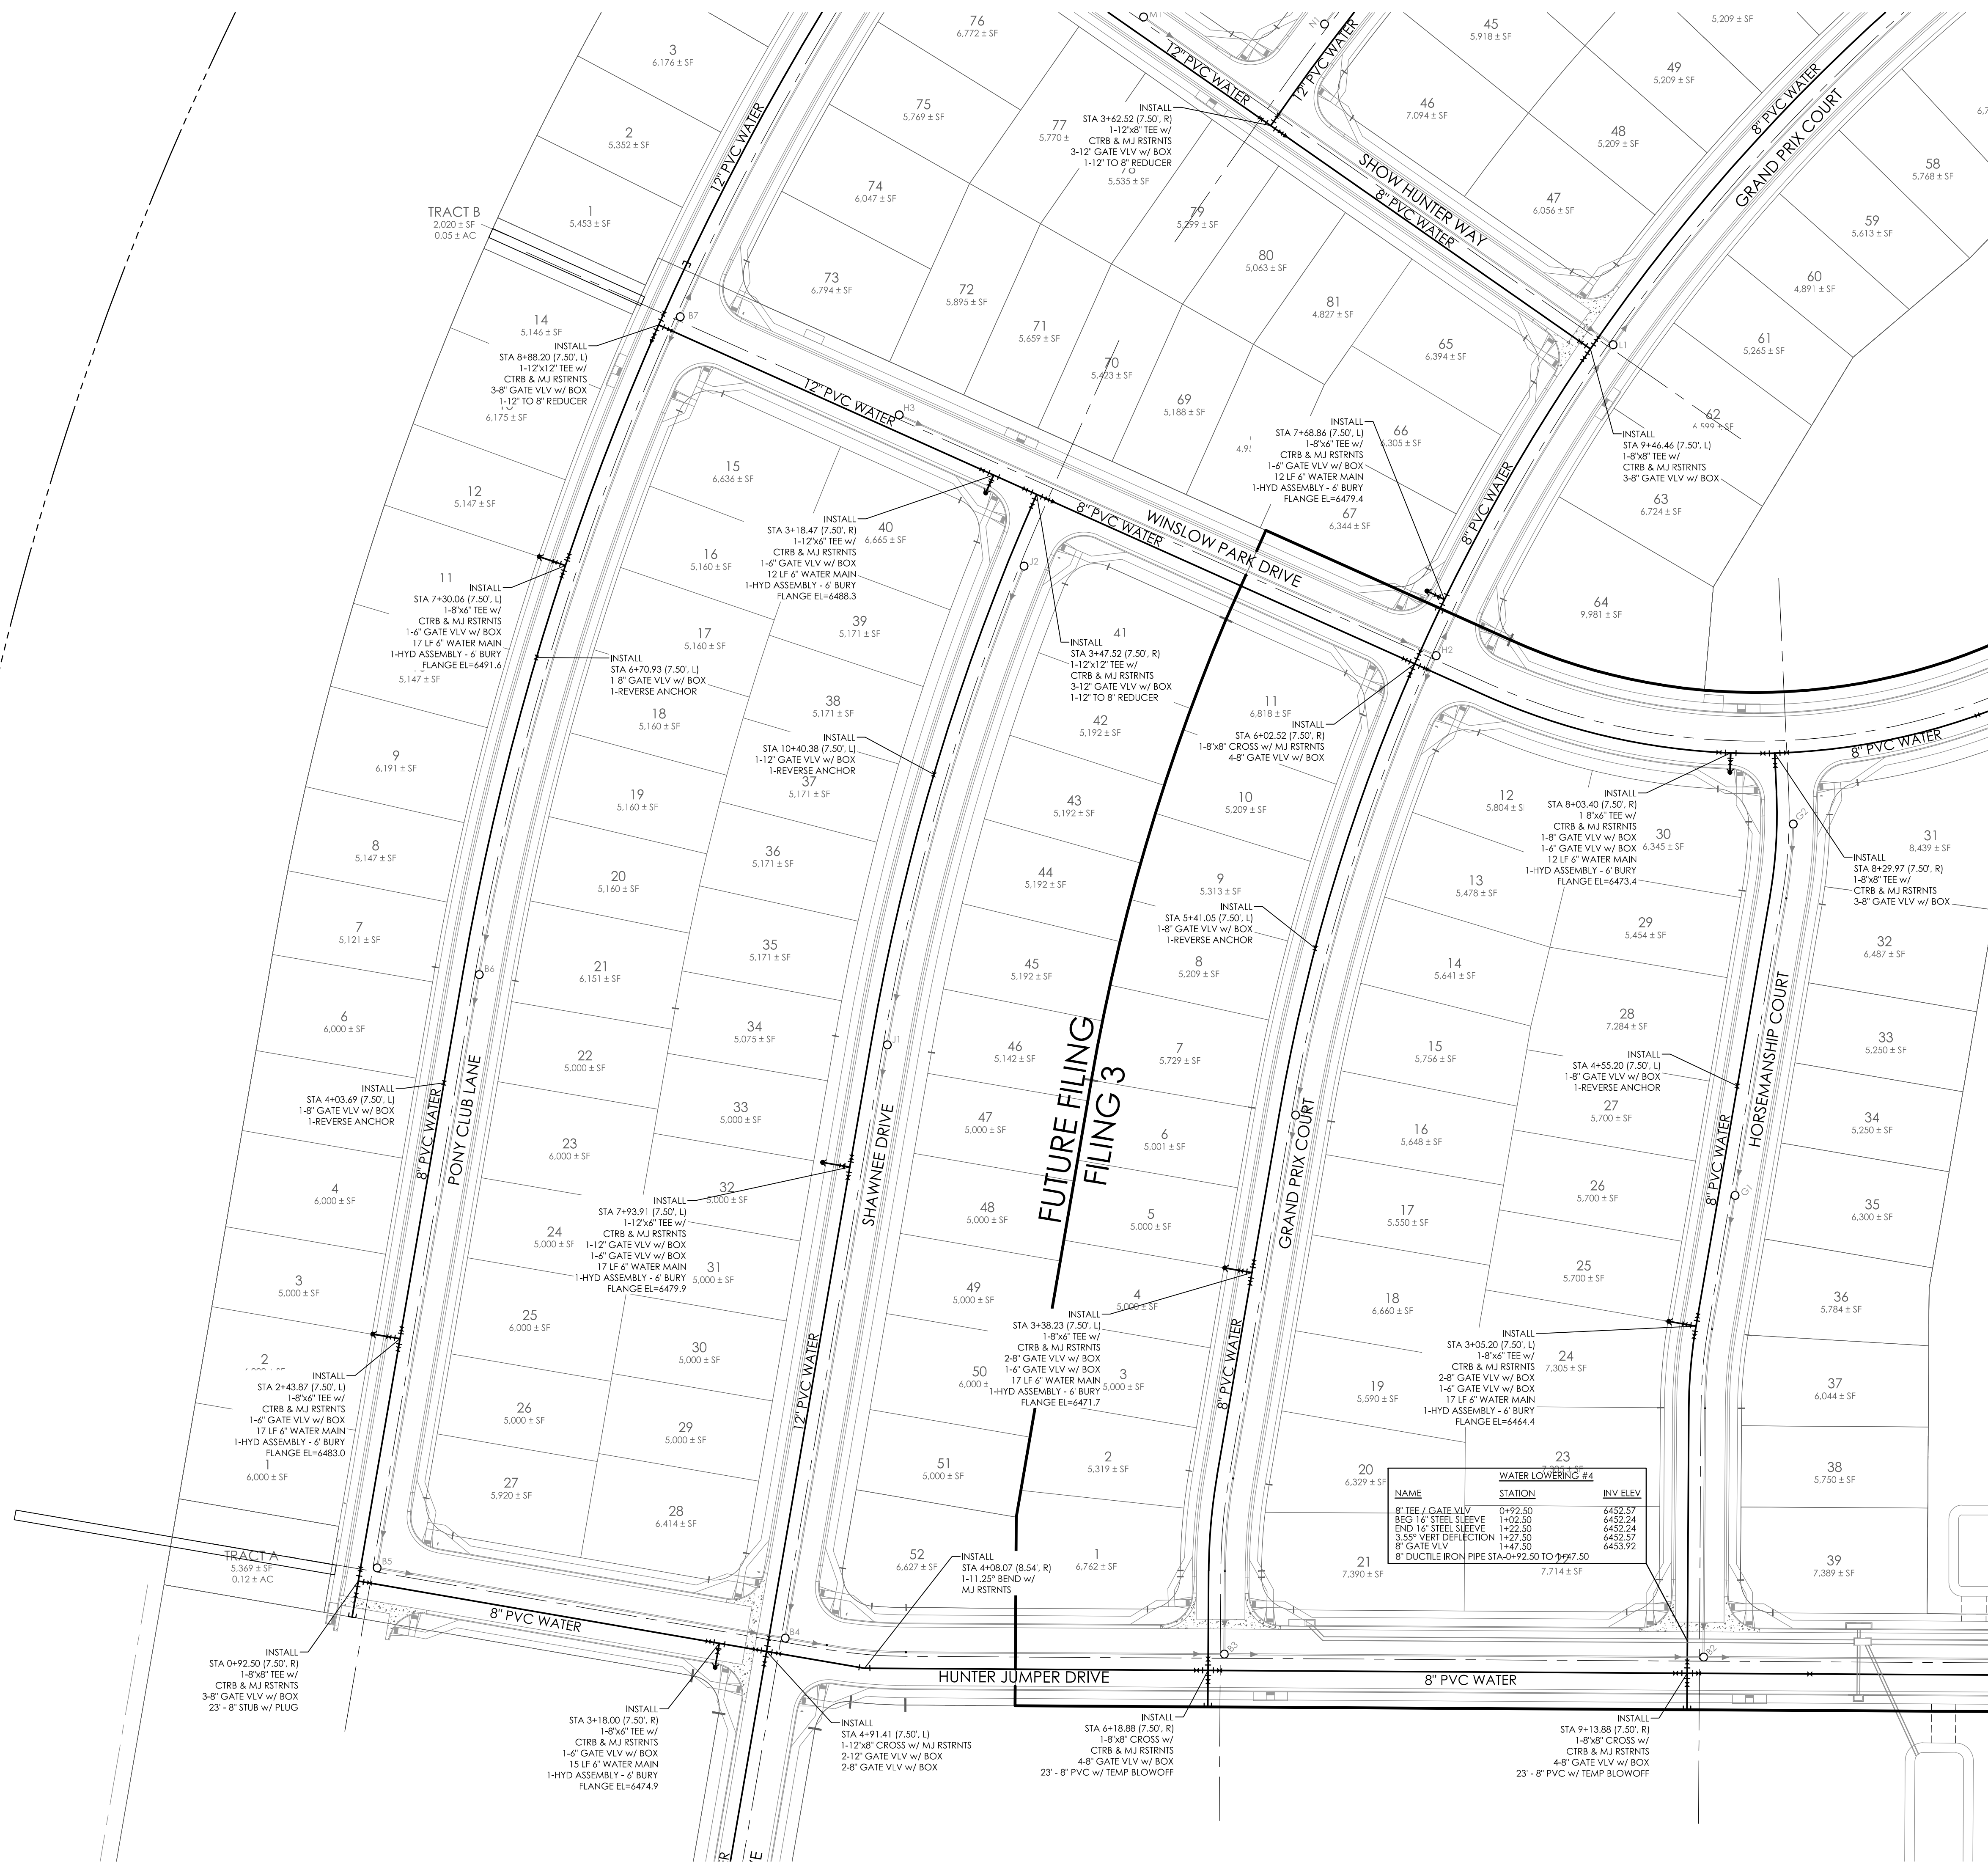 76
6,772 ± SF
3
6,176 ± SF
75
5,769 ± SF
2
5,352 ± SF
74
6,047 ± SF
77
5,770 ±
5,535 ± SF
79
5,299 ± SF
80
5,063 ± SF
81
4,827 ± SF
45
5,918 ± SF
5,209 ± SF
46
7,094 ± SF
49
5,209 ± SF
48
5,209 ± SF
47
6,056 ± SF
58
5,768 ± SF
59
5,613 ± SF
60
4,891 ± SF
61
5,265 ± SF
62
63
6,724 ± SF
64
9,981 ± SF
65
6,394 ± SF
66
6,305 ± SF
67
6,344 ± SF
69
5,188 ± SF
70
5,423 ± SF
71
5,659 ± SF
72
5,895 ± SF
73
6,794 ± SF
M1
N1
12" PVC WATER
12" PVC WATER
12" PVC WATER
8" PVC WATER
SHOW HUNTER WAY
8" PVC WATER
GRAND PRIX COURT
INSTALL
STA 3+62.52 (7.50', R)
1-12"x8" TEE w/
CTRB & MJ RSTRNTS
3-12" GATE VLV w/ BOX
1-12" TO 8" REDUCER
TRACT B
2,020 ± SF
0.05 ± AC
1
5,453 ± SF
14
5,146 ± SF
INSTALL
STA 8+88.20 (7.50', L)
1-12"x12" TEE w/
CTRB & MJ RSTRNTS
3-8" GATE VLV w/ BOX
1-12" TO 8" REDUCER
6,175 ± SF
B7
12" PVC WATER
H3
8" PVC WATER
WINSLOW PARK DRIVE
L1
INSTALL
STA 9+46.46 (7.50', L)
1-8"x8" TEE w/
CTRB & MJ RSTRNTS
3-8" GATE VLV w/ BOX
INSTALL
STA 7+68.86 (7.50', L)
1-8"x6" TEE w/
CTRB & MJ RSTRNTS
1-6" GATE VLV w/ BOX
12 LF 6" WATER MAIN
1-HYD ASSEMBLY - 6' BURY
FLANGE EL=6479.4
8" PVC WATER
12
5,147 ± SF
11
INSTALL
STA 7+30.06 (7.50', L)
1-8"x6" TEE w/
CTRB & MJ RSTRNTS
1-6" GATE VLV w/ BOX
17 LF 6" WATER MAIN
1-HYD ASSEMBLY - 6' BURY
FLANGE EL=6491.6
5,147 ± SF
9
6,191 ± SF
8
5,147 ± SF
7
5,121 ± SF
6
6,000 ± SF
4
6,000 ± SF
3
5,000 ± SF
2
1
6,000 ± SF
INSTALL
STA 6+70.93 (7.50', L)
1-8" GATE VLV w/ BOX
1-REVERSE ANCHOR
INSTALL
STA 3+18.47 (7.50', R)
1-12"x6" TEE w/
CTRB & MJ RSTRNTS
1-6" GATE VLV w/ BOX
12 LF 6" WATER MAIN
1-HYD ASSEMBLY - 6' BURY
FLANGE EL=6488.3
15
6,636 ± SF
16
5,160 ± SF
17
5,160 ± SF
18
5,160 ± SF
19
5,160 ± SF
20
5,160 ± SF
21
6,151 ± SF
22
5,000 ± SF
23
6,000 ± SF
24
5,000 ± SF
25
6,000 ± SF
26
5,000 ± SF
27
5,920 ± SF
40
6,665 ± SF
39
5,171 ± SF
38
5,171 ± SF
INSTALL
STA 10+40.38 (7.50', L)
1-12" GATE VLV w/ BOX
1-REVERSE ANCHOR
37
5,171 ± SF
36
5,171 ± SF
35
5,171 ± SF
34
5,075 ± SF
33
5,000 ± SF
32
5,000 ± SF
31
5,000 ± SF
30
5,000 ± SF
29
5,000 ± SF
28
6,414 ± SF
J2
J1
B6
INSTALL
STA 3+47.52 (7.50', R)
1-12"x12" TEE w/
CTRB & MJ RSTRNTS
3-12" GATE VLV w/ BOX
1-12" TO 8" REDUCER
41
42
5,192 ± SF
43
5,192 ± SF
44
5,192 ± SF
45
5,192 ± SF
46
5,142 ± SF
47
5,000 ± SF
48
5,000 ± SF
49
5,000 ± SF
50
6,000 ±
51
5,000 ± SF
52
6,627 ± SF
11
6,818 ± SF
INSTALL
STA 6+02.52 (7.50', R)
1-8"x8" CROSS w/ MJ RSTRNTS
4-8" GATE VLV w/ BOX
H2
10
5,209 ± SF
9
5,313 ± SF
INSTALL
STA 5+41.05 (7.50', L)
1-8" GATE VLV w/ BOX
1-REVERSE ANCHOR
8
5,209 ± SF
7
5,729 ± SF
6
5,001 ± SF
5
5,000 ± SF
4
5,000 ± SF
3
5,000 ± SF
2
5,319 ± SF
1
6,762 ± SF
FUTURE FILING
FILING 3
8" PVC WATER
INSTALL
STA 8+03.40 (7.50', R)
1-8"x6" TEE w/
CTRB & MJ RSTRNTS
1-8" GATE VLV w/ BOX
1-6" GATE VLV w/ BOX
12 LF 6" WATER MAIN
1-HYD ASSEMBLY - 6' BURY
FLANGE EL=6473.4
INSTALL
STA 8+29.97 (7.50', R)
1-8"x8" TEE w/
CTRB & MJ RSTRNTS
3-8" GATE VLV w/ BOX
G2
12
5,804 ± S
30
6,345 ± SF
31
8,439 ± SF
13
5,478 ± SF
29
5,454 ± SF
32
6,487 ± SF
14
5,641 ± SF
28
7,284 ± SF
33
5,250 ± SF
15
5,756 ± SF
INSTALL
STA 4+55.20 (7.50', L)
1-8" GATE VLV w/ BOX
1-REVERSE ANCHOR
27
5,700 ± SF
34
5,250 ± SF
16
5,648 ± SF
26
5,700 ± SF
35
6,300 ± SF
17
5,550 ± SF
25
5,700 ± SF
36
5,784 ± SF
18
6,660 ± SF
24
7,305 ± SF
37
6,044 ± SF
19
5,590 ± SF
23
38
5,750 ± SF
20
6,329 ± SF
21
7,390 ± SF
7,714 ± SF
39
7,389 ± SF
HORSEMANSHIP COURT
8" PVC WATER
G1
GRAND PRIX COURT
8" PVC WATER
SHAWNEE DRIVE
12" PVC WATER
PONY CLUB LANE
8" PVC WATER
INSTALL
STA 4+03.69 (7.50', L)
1-8" GATE VLV w/ BOX
1-REVERSE ANCHOR
INSTALL
STA 7+93.91 (7.50', L)
1-12"x6" TEE w/
CTRB & MJ RSTRNTS
1-12" GATE VLV w/ BOX
1-6" GATE VLV w/ BOX
17 LF 6" WATER MAIN
1-HYD ASSEMBLY - 6' BURY
FLANGE EL=6479.9
INSTALL
STA 3+38.23 (7.50', L)
1-8"x6" TEE w/
CTRB & MJ RSTRNTS
2-8" GATE VLV w/ BOX
1-6" GATE VLV w/ BOX
17 LF 6" WATER MAIN
1-HYD ASSEMBLY - 6' BURY
FLANGE EL=6471.7
INSTALL
STA 3+05.20 (7.50', L)
1-8"x6" TEE w/
CTRB & MJ RSTRNTS
2-8" GATE VLV w/ BOX
1-6" GATE VLV w/ BOX
17 LF 6" WATER MAIN
1-HYD ASSEMBLY - 6' BURY
FLANGE EL=6464.4
INSTALL
STA 2+43.87 (7.50', L)
1-8"x6" TEE w/
CTRB & MJ RSTRNTS
1-6" GATE VLV w/ BOX
17 LF 6" WATER MAIN
1-HYD ASSEMBLY - 6' BURY
FLANGE EL=6483.0
WATER LOWERING #4
NAME STATION INV ELEV
8" TEE / GATE VLV 0+92.50 6452.57
BEG 16" STEEL SLEEVE 1+02.50 6452.24
END 16" STEEL SLEEVE 1+22.50 6452.24
3.55° VERT DEFLECTION 1+27.50 6452.57
8" GATE VLV 1+47.50 6453.92
8" DUCTILE IRON PIPE STA-0+92.50 TO 1+47.50
TRACT A
5,369 ± SF
0.12 ± AC
B5
8" PVC WATER
B4
INSTALL
STA 4+08.07 (8.54', R)
1-11.25° BEND w/
MJ RSTRNTS
HUNTER JUMPER DRIVE
B3
8" PVC WATER
B2
INSTALL
STA 0+92.50 (7.50', R)
1-8"x8" TEE w/
CTRB & MJ RSTRNTS
3-8" GATE VLV w/ BOX
23' - 8" STUB w/ PLUG
INSTALL
STA 3+18.00 (7.50', R)
1-8"x6" TEE w/
CTRB & MJ RSTRNTS
1-6" GATE VLV w/ BOX
15 LF 6" WATER MAIN
1-HYD ASSEMBLY - 6' BURY
FLANGE EL=6474.9
INSTALL
STA 4+91.41 (7.50', L)
1-12"x8" CROSS w/ MJ RSTRNTS
2-12" GATE VLV w/ BOX
2-8" GATE VLV w/ BOX
INSTALL
STA 6+18.88 (7.50', R)
1-8"x8" CROSS w/
CTRB & MJ RSTRNTS
4-8" GATE VLV w/ BOX
23' - 8" PVC w/ TEMP BLOWOFF
INSTALL
STA 9+13.88 (7.50', R)
1-8"x8" CROSS w/
CTRB & MJ RSTRNTS
4-8" GATE VLV w/ BOX
23' - 8" PVC w/ TEMP BLOWOFF